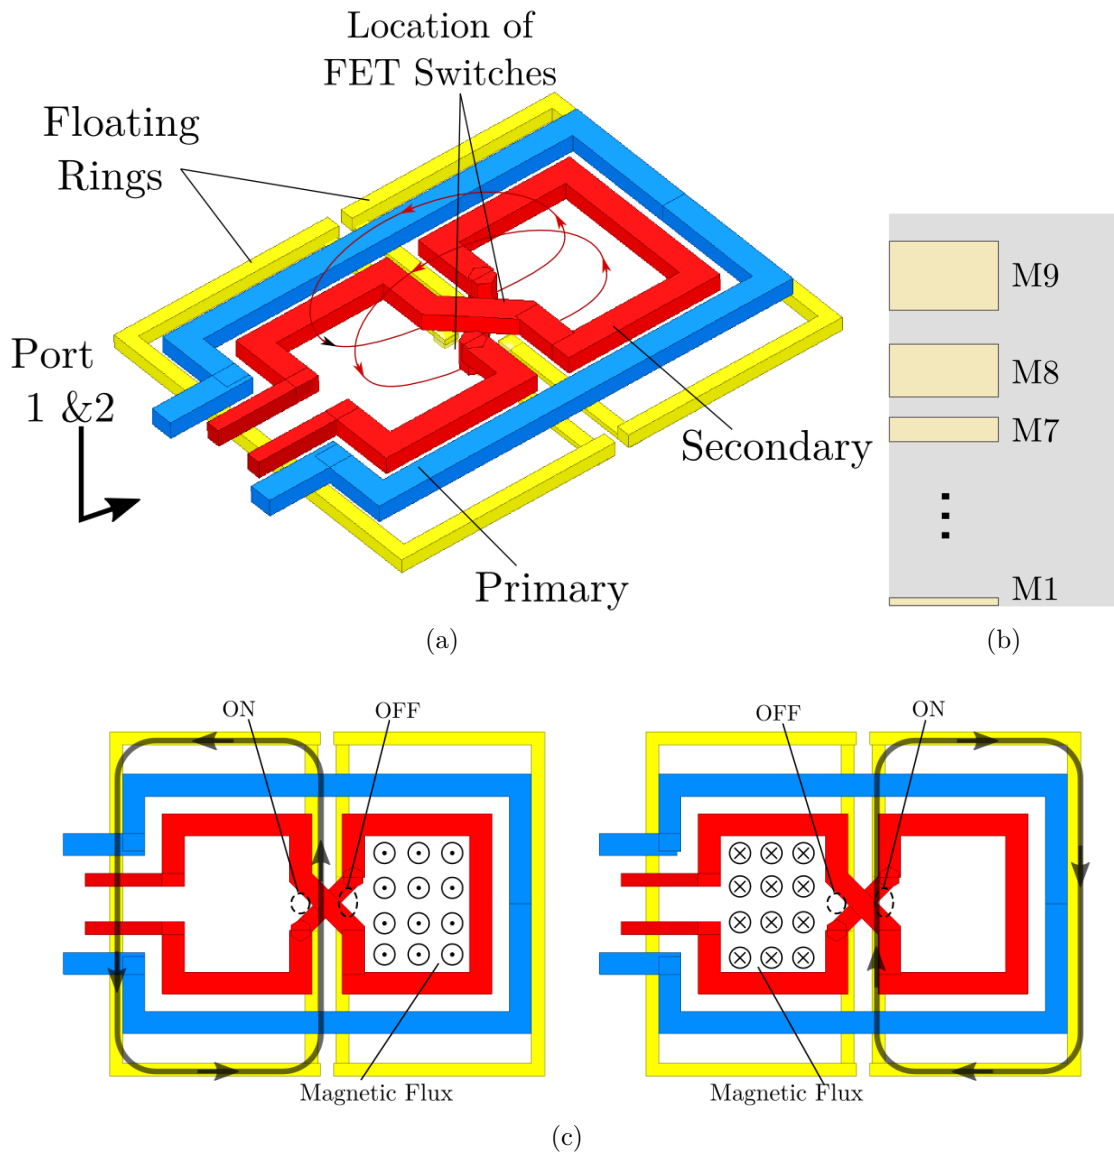 Location of
FET Switches
Floating
Rings
Port
1 &2
Secondary
Primary
(a)
M9
M8
M7
M1
(b)
ON
OFF
Magnetic Flux
OFF
ON
Magnetic Flux
(c)